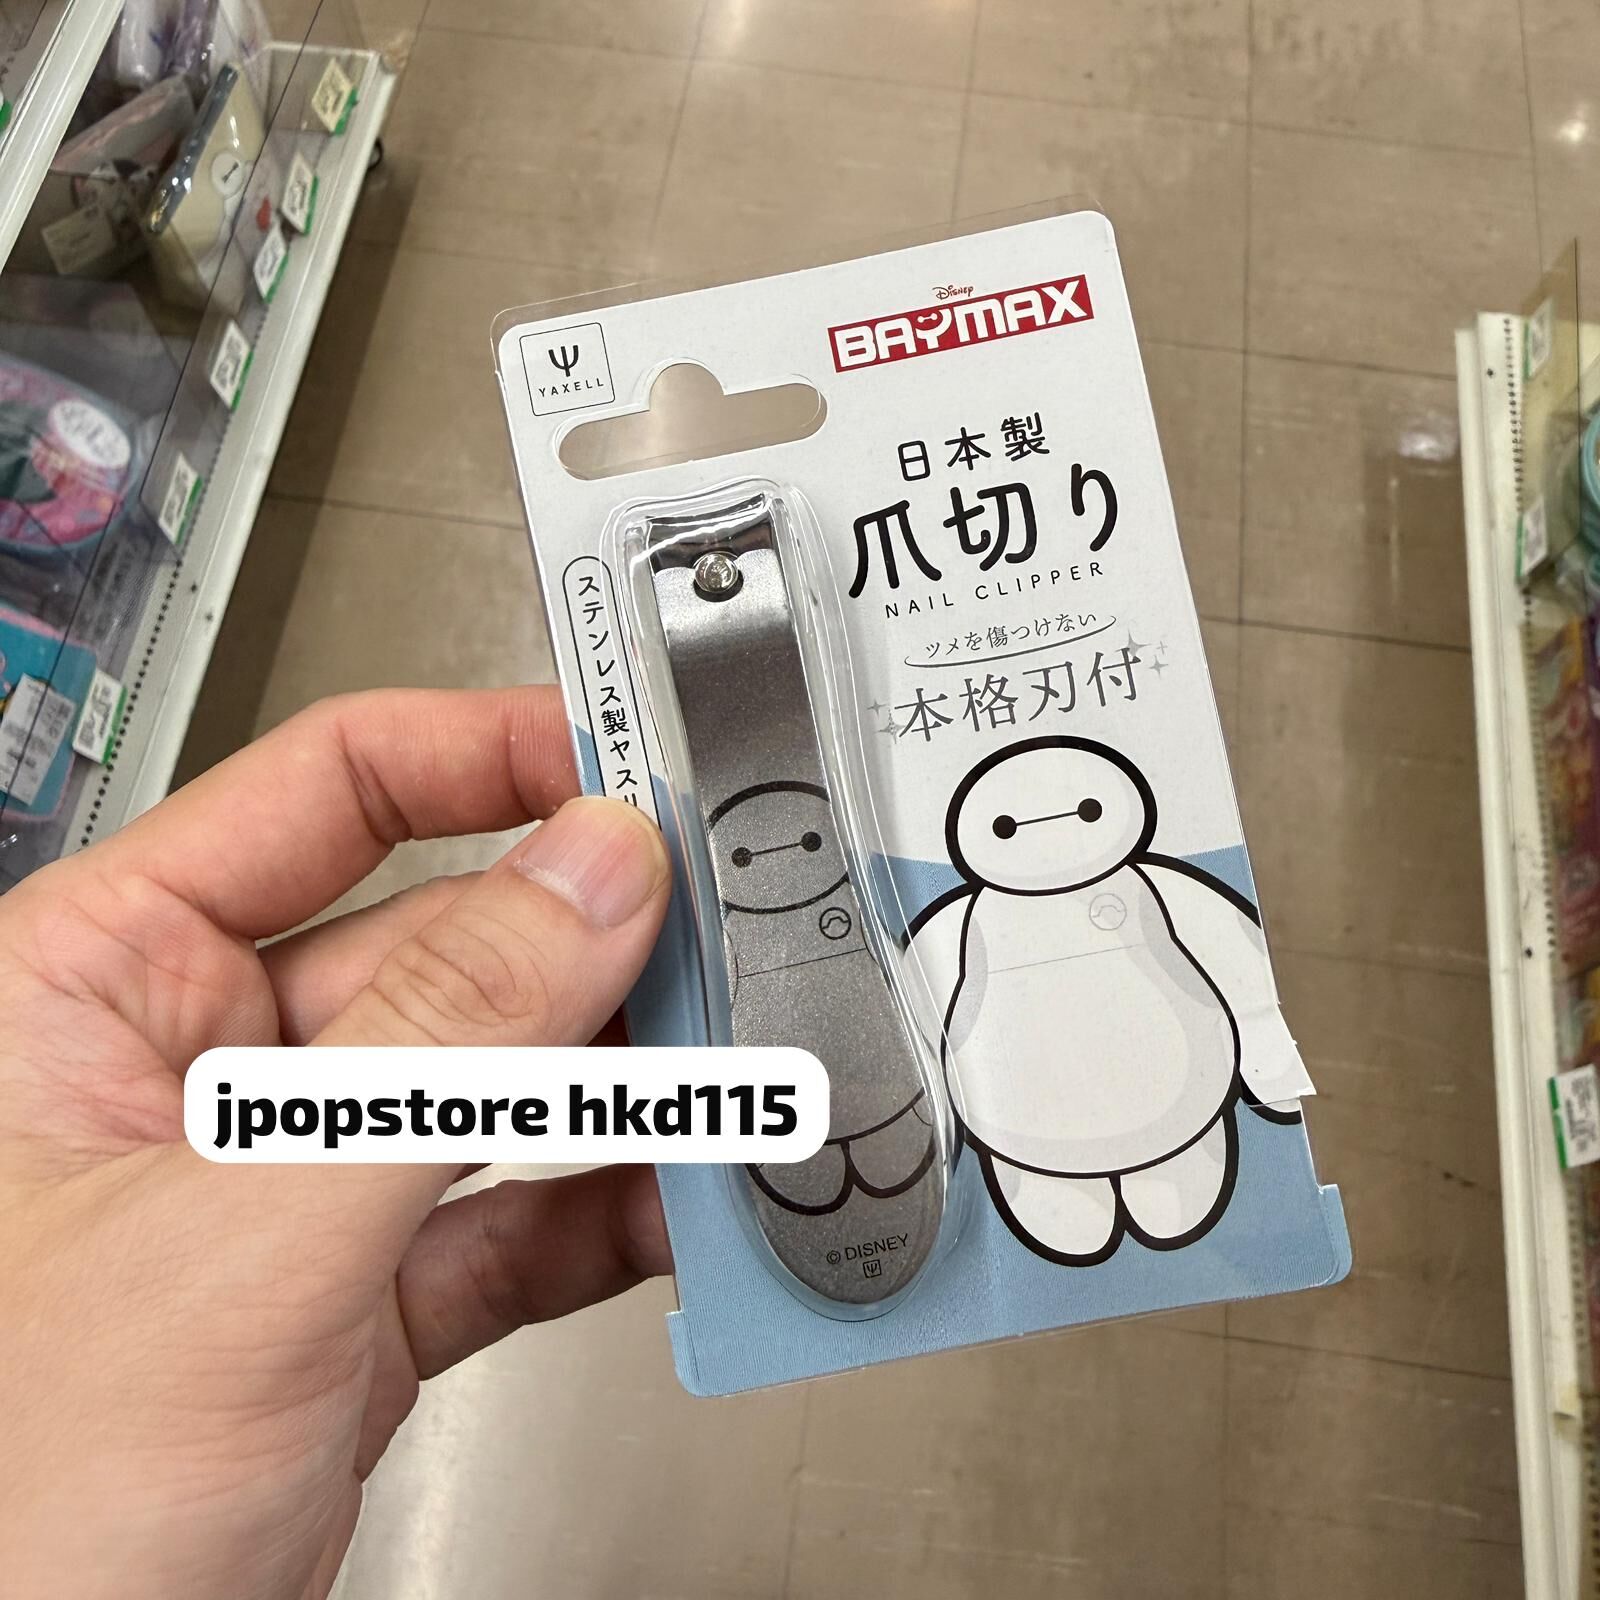 Ψ
YAXELL
Disney
BAYMAX
日本製
爪切り
NAIL CLIPPER
ツメを傷つけない
本格刃付
ステンレス製ヤスリ
jpopstore hkd115
© DISNEY